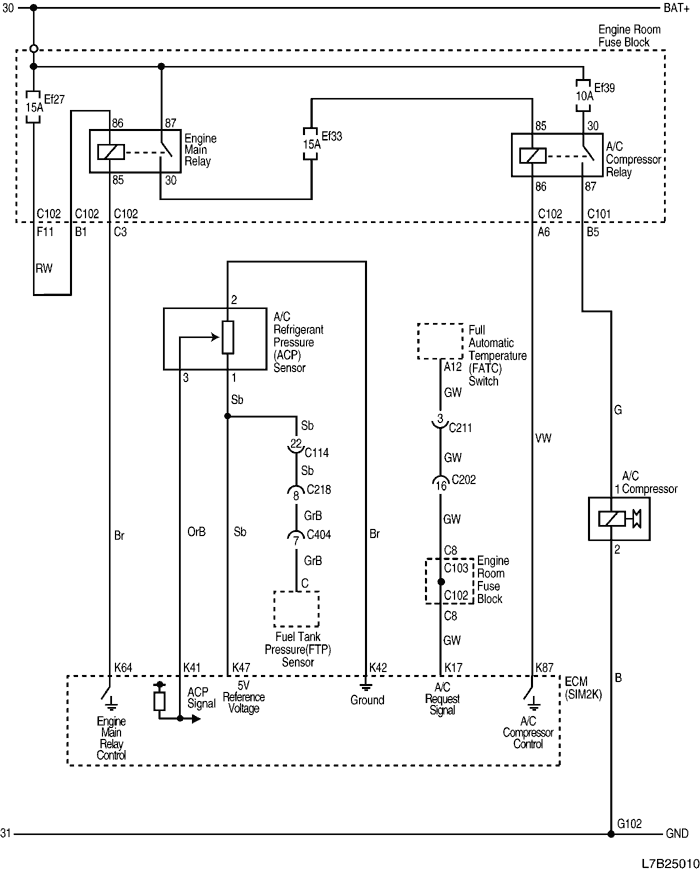 30
BAT+
Engine Room
Fuse Block
Ef27
15A
86
87
Engine
Main
Relay
85
30
Ef33
15A
Ef39
10A
85
30
A/C
Compressor
Relay
86
87
C102
C102
C102
C102
C101
F11
B1
C3
A6
B5
RW
2
A/C
Refrigerant
Pressure
(ACP)
Sensor
3
1
Full
Automatic
Temperature
(FATC)
Switch
A12
GW
Sb
Sb
22
C114
Sb
8
C218
GrB
7
C404
GrB
C
Fuel Tank
Pressure(FTP)
Sensor
3
C211
GW
16
C202
GW
C8
C103
C102
C8
Engine
Room
Fuse
Block
GW
G
VW
A/C
1 Compressor
2
Br
OrB
Sb
Br
B
K64
K41
K47
K42
K17
K87
ECM
(SIM2K)
Engine
Main
Relay
Control
ACP
Signal
5V
Reference
Voltage
Ground
A/C
Request
Signal
A/C
Compressor
Control
31
G102
GND
L7B25010